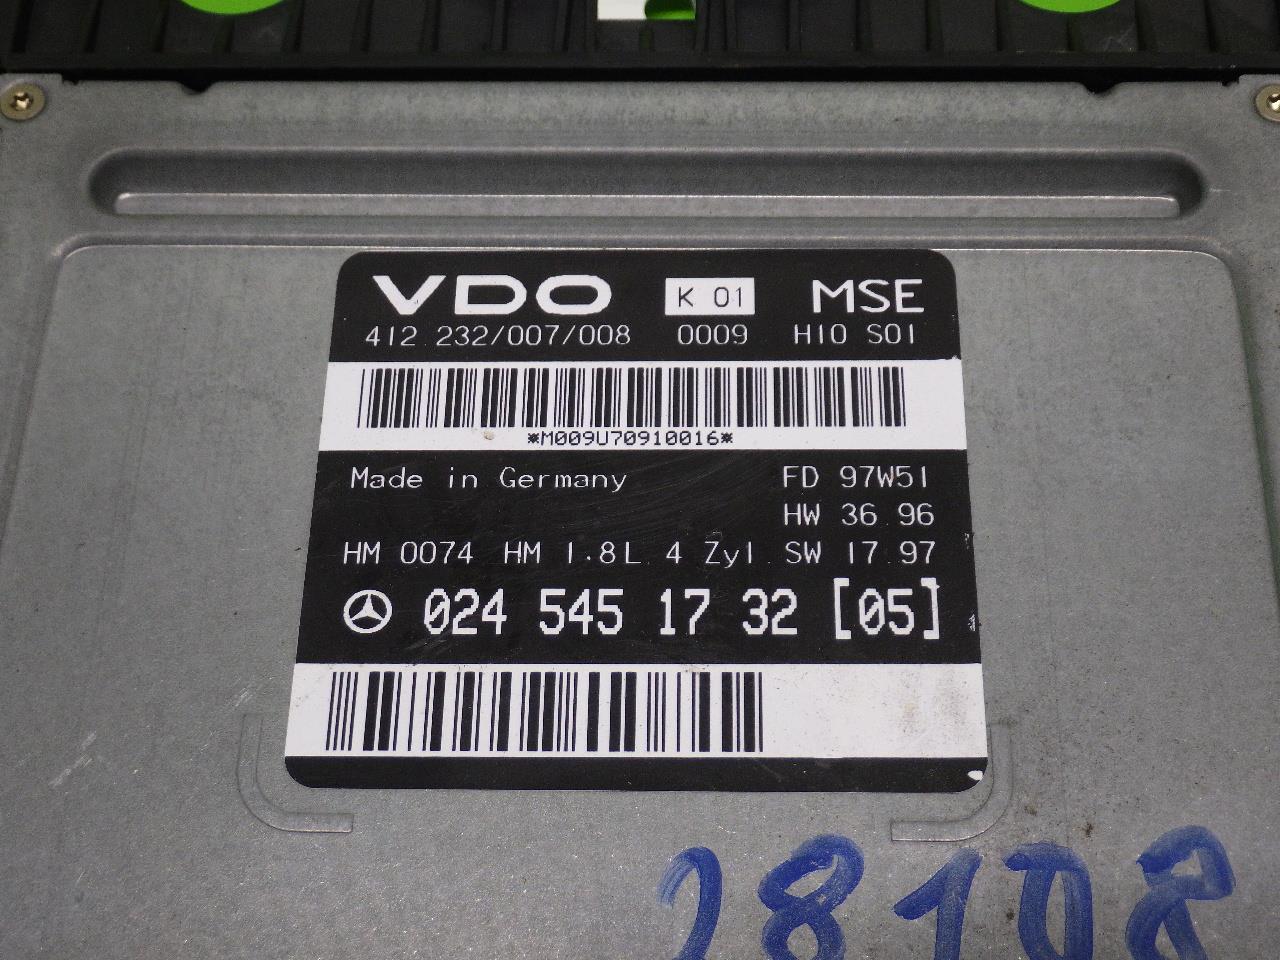 VDO K 01 MSE
412 232/007/008 0009 H10 S01
*M009U70910016*
Made in Germany FD 97W51
HW 36 96
HM 0074 HM 1.8L 4 Zyl. SW 17 97
024 545 17 32 [05]
28108